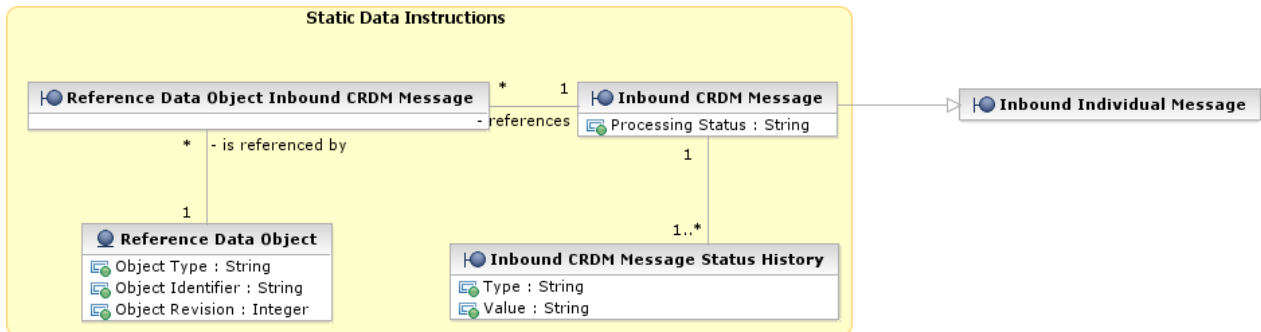 Static Data Instructions
Reference Data Object Inbound CRDM Message
*
1
- references
Inbound CRDM Message
Processing Status : String
Inbound Individual Message
*
- is referenced by
1
1
1..*
Reference Data Object
Object Type : String
Object Identifier : String
Object Revision : Integer
Inbound CRDM Message Status History
Type : String
Value : String